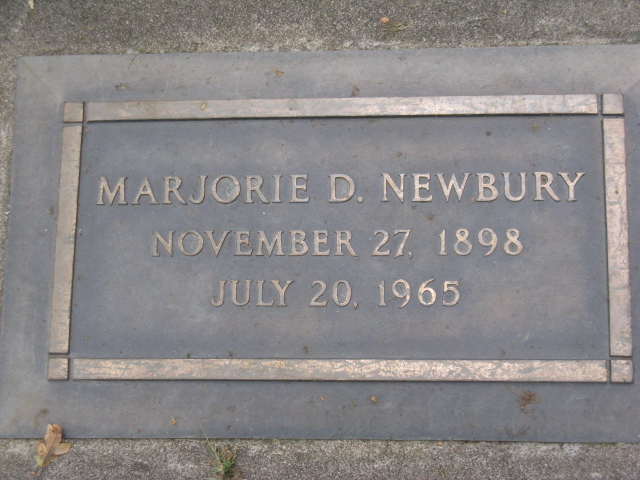 MARJORIE D. NEWBURY
NOVEMBER 27, 1898
JULY 20, 1965